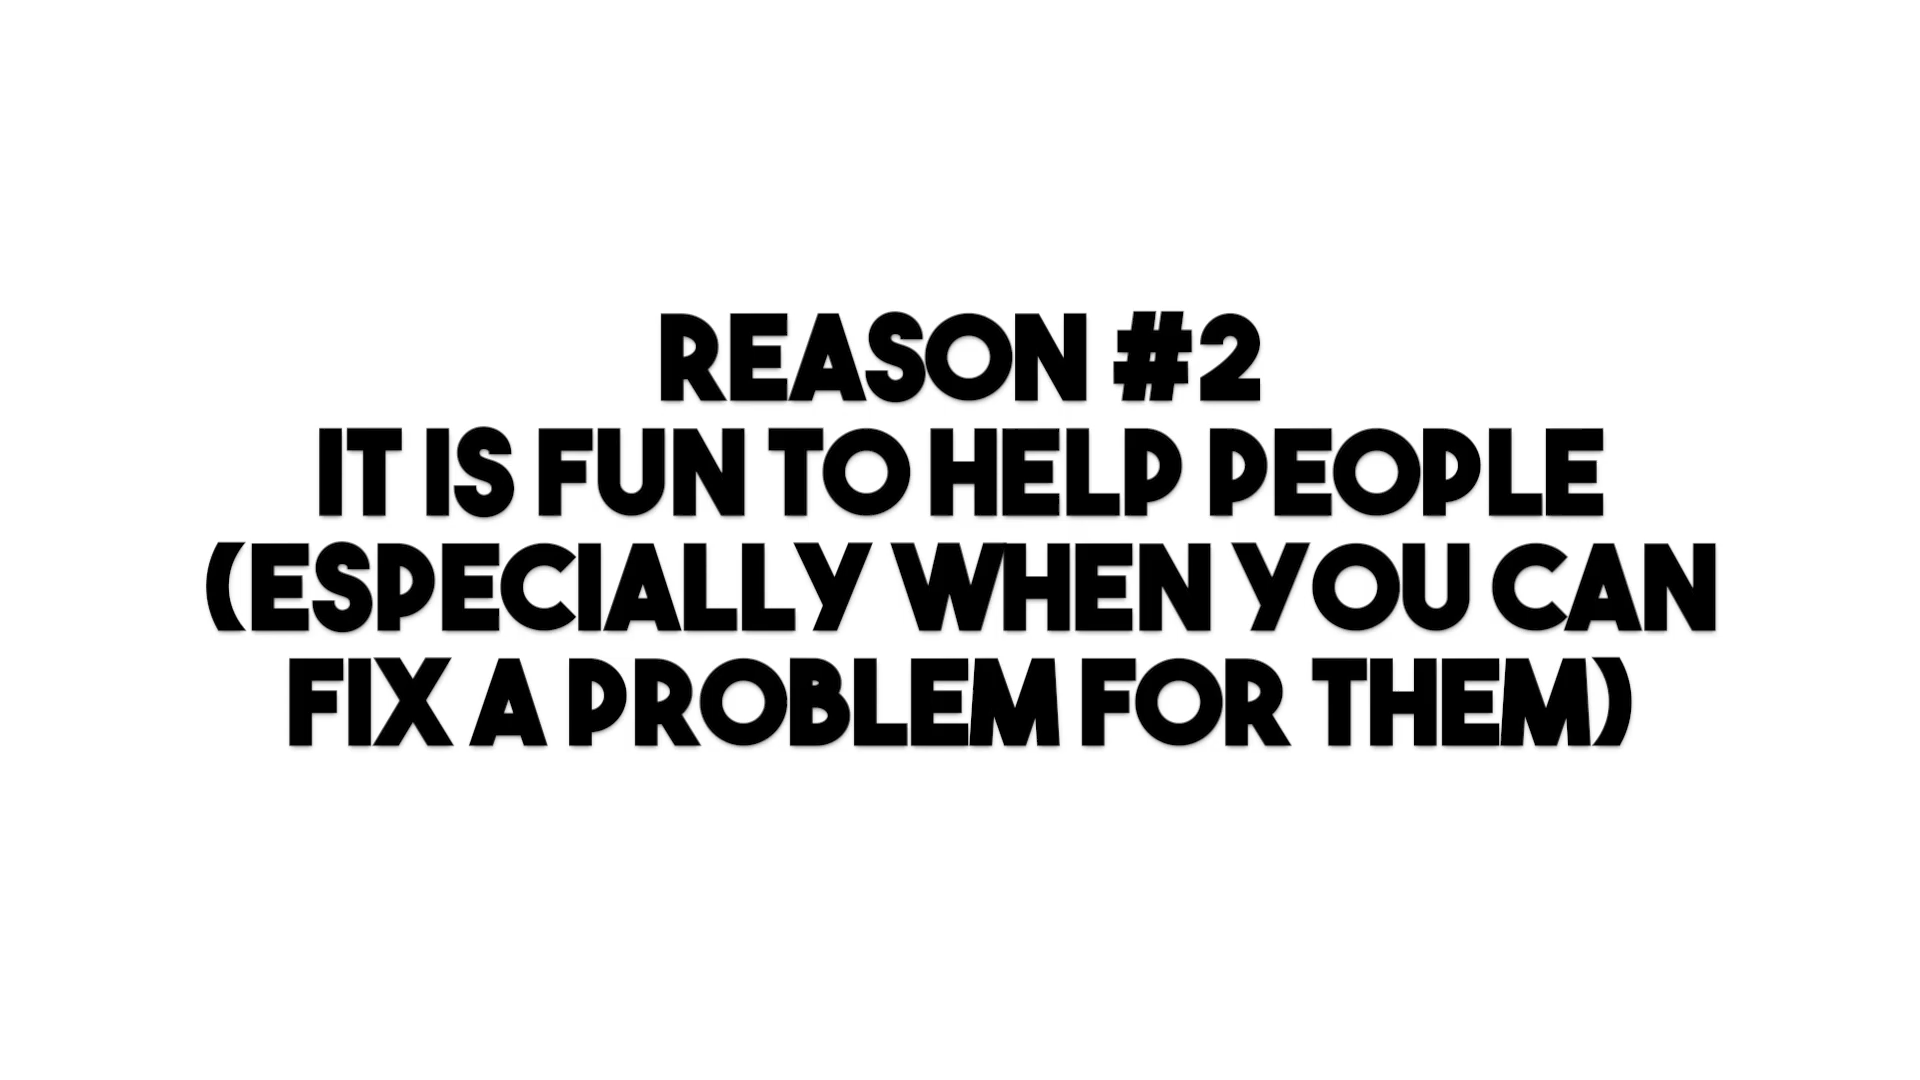 REASON #2
IT IS FUN TO HELP PEOPLE
(ESPECIALLY WHEN YOU CAN
FIX A PROBLEM FOR THEM)